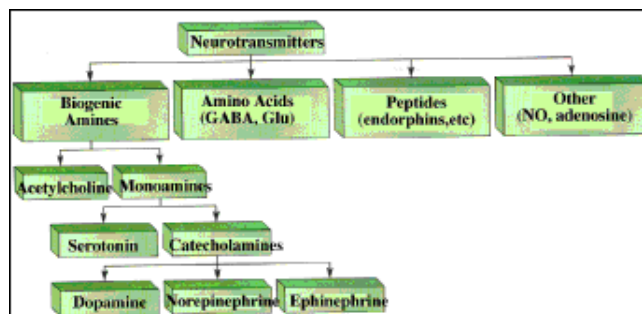 Neurotransmitters
Biogenic
Amines
Amino Acids
(GABA, Glu)
Peptides
(endorphins,etc)
Other
(NO, adenosine)
Acetylcholine
Monoamines
Serotonin
Catecholamines
Dopamine
Norepinephrine
Ephinephrine